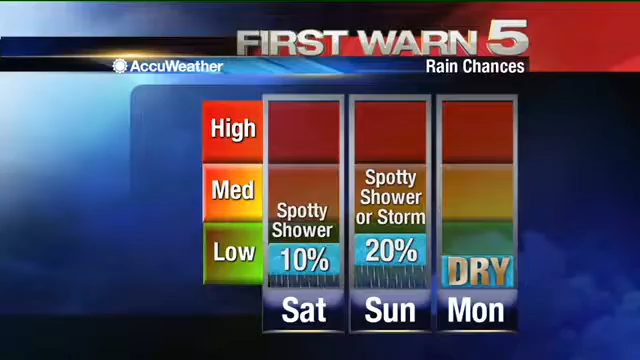 FIRST WARN 5
AccuWeather
Rain Chances
High
Med
Low
Spotty
Shower
10%
Spotty
Shower
or Storm
20%
DRY
Sat
Sun
Mon